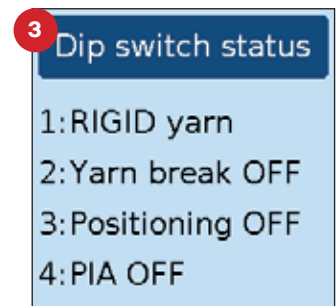 3
Dip switch status
1:RIGID yarn
2:Yarn break OFF
3:Positioning OFF
4:PIA OFF